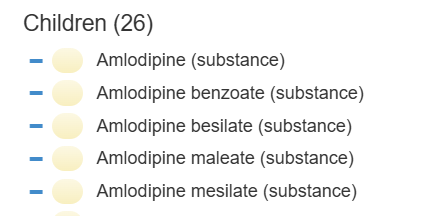 Children (26)
Amlodipine (substance)
Amlodipine benzoate (substance)
Amlodipine besilate (substance)
Amlodipine maleate (substance)
Amlodipine mesilate (substance)